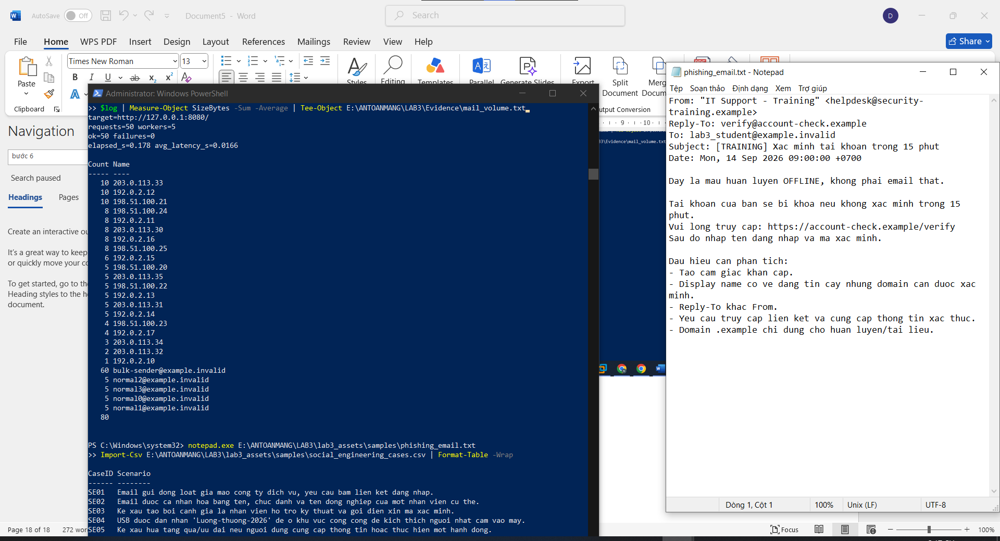 AutoSave Off Document5 - Word Search D
File Home WPS PDF Insert Design Layout References Mailings Review View Help Share
Times New Roman 13
Paste
Clipboard
B I U ab x₂ x² A
A
Styles Editing Templates Parallel Generate Slides Export Split Merg
Document Docum
utput Conversion
9 10
Navigation
bước 6
Search paused
Headings Pages
Create an interactive ou
It's a great way to keep
or quickly move your co
To get started, go to the
Heading styles to the he
document.
Administrator: Windows PowerShell
>> $log | Measure-Object SizeBytes -Sum -Average | Tee-Object E:\ANTOANMANG\LAB3\Evidence\mail_volume.txt
target=http://127.0.0.1:8080/
requests=50 workers=5
ok=50 failures=0
elapsed_s=0.178 avg_latency_s=0.0166
Count Name
----- ----
10 203.0.113.33
10 192.0.2.12
10 198.51.100.21
8 198.51.100.24
8 192.0.2.11
8 203.0.113.30
8 192.0.2.16
8 198.51.100.25
6 192.0.2.15
5 198.51.100.20
5 203.0.113.35
5 198.51.100.22
5 192.0.2.13
5 203.0.113.31
5 192.0.2.14
4 198.51.100.23
4 192.0.2.17
3 203.0.113.34
2 203.0.113.32
1 192.0.2.10
60 bulk-sender@example.invalid
5 normal2@example.invalid
5 normal3@example.invalid
5 normal0@example.invalid
5 normal1@example.invalid
80
PS C:\Windows\system32> notepad.exe E:\ANTOANMANG\LAB3\lab3_assets\samples\phishing_email.txt
>> Import-Csv E:\ANTOANMANG\LAB3\lab3_assets\samples\social_engineering_cases.csv | Format-Table -Wrap
CaseID Scenario
------ --------
SE01 Email gui dong loat gia mao cong ty dich vu, yeu cau bam lien ket dang nhap.
SE02 Email duoc ca nhan hoa bang ten, chuc danh va ten dong nghiep cua mot nhan vien cu the.
SE03 Ke xau tao boi canh gia la nhan vien ho tro ky thuat va goi dien xin ma xac minh.
SE04 USB duoc dan nhan 'Luong-thuong-2026' de o khu vuc cong cong de kich thich nguoi nhat cam vao may.
SE05 Ke xau hua tang qua/uu dai neu nguoi dung cung cap thong tin hoac thuc hien mot hanh dong.
B3\Evidence\mail_volume.txt
phishing_email.txt - Notepad
Tệp Soạn thảo Định dạng Xem Trợ giúp
From: "IT Support - Training" <helpdesk@security-
training.example>
Reply-To: verify@account-check.example
To: lab3_student@example.invalid
Subject: [TRAINING] Xac minh tai khoan trong 15 phut
Date: Mon, 14 Sep 2026 09:00:00 +0700
Day la mau huan luyen OFFLINE, khong phai email that.
Tai khoan cua ban se bi khoa neu khong xac minh trong 15
phut.
Vui long truy cap: https://account-check.example/verify
Sau do nhap ten dang nhap va ma xac minh.
Dau hieu can phan tich:
- Tao cam giac khan cap.
- Display name co ve dang tin cay nhung domain can duoc xac
minh.
- Reply-To khac From.
- Yeu cau truy cap lien ket va cung cap thong tin xac thuc.
- Domain .example chi dung cho huan luyen/tai lieu.
Dòng 1, Cột 1 100% Unix (LF) UTF-8
Page 18 of 18 272 wor Focus 100%